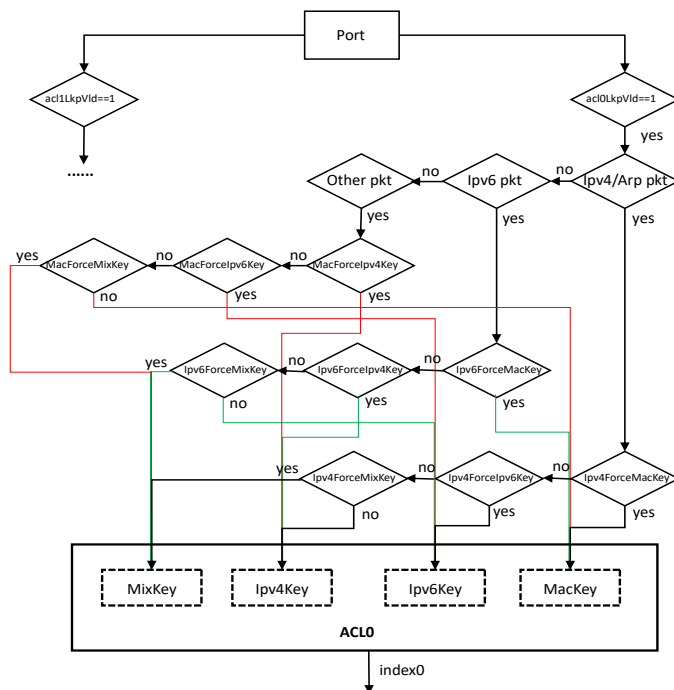 Port
acl1LkpVld==1
acl0LkpVld==1
yes
......
Other pkt
no
Ipv6 pkt
no
Ipv4/Arp pkt
yes
yes
yes
yes
MacForceMixKey
no
MacForceIpv6Key
no
MacForceIpv4Key
no
yes
yes
yes
Ipv6ForceMixKey
no
Ipv6ForceIpv4Key
no
Ipv6ForceMacKey
no
yes
yes
yes
Ipv4ForceMixKey
no
Ipv4ForceIpv6Key
no
Ipv4ForceMacKey
no
yes
yes
MixKey
Ipv4Key
Ipv6Key
MacKey
ACL0
index0